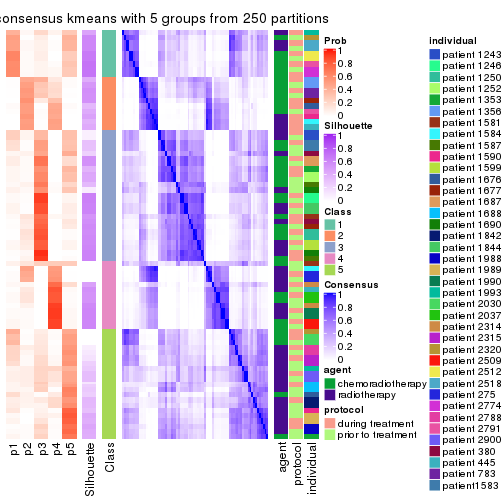 consensus kmeans with 5 groups from 250 partitions
Prob
1
0.8
0.6
0.4
0.2
0
Silhouette
1
0.8
0.6
0.4
0.2
0
Class
1
2
3
4
5
Consensus
1
0.8
0.6
0.4
0.2
0
agent
chemoradiotherapy
radiotherapy
protocol
during treatment
prior to treatment
individual
patient 1243
patient 1246
patient 1250
patient 1252
patient 1353
patient 1356
patient 1581
patient 1584
patient 1587
patient 1590
patient 1599
patient 1676
patient 1677
patient 1687
patient 1688
patient 1690
patient 1842
patient 1844
patient 1988
patient 1989
patient 1990
patient 1993
patient 2030
patient 2037
patient 2314
patient 2315
patient 2320
patient 2509
patient 2512
patient 2518
patient 275
patient 2774
patient 2788
patient 2791
patient 2900
patient 380
patient 445
patient 783
patient1583
p1
p2
p3
p4
p5
Silhouette
Class
agent
protocol
individual